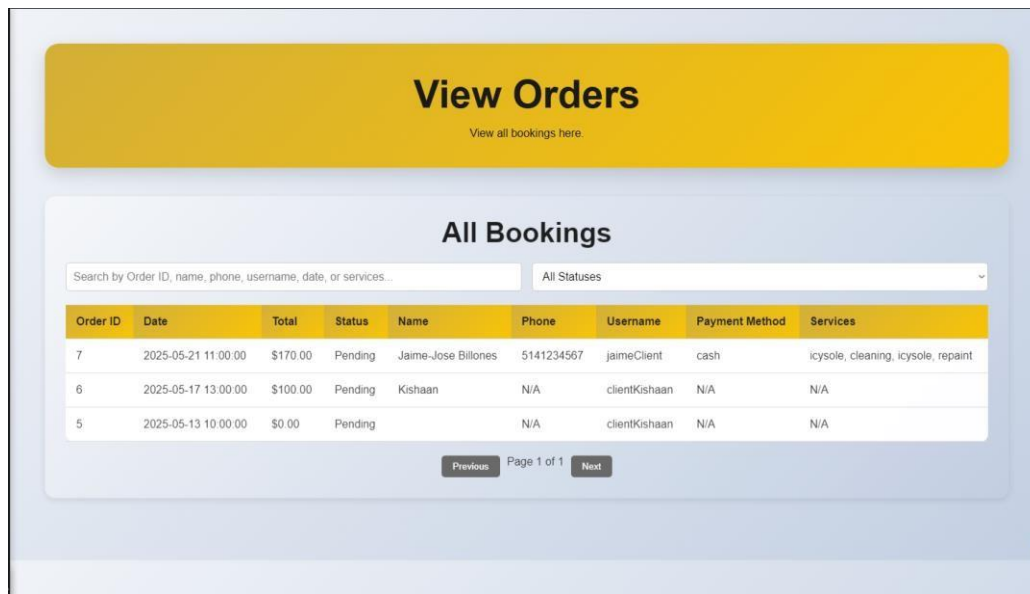 View Orders
View all bookings here.
All Bookings
Search by Order ID, name, phone, username, date, or services...
All Statuses
Order ID Date Total Status Name Phone Username Payment Method Services
7 2025-05-21 11:00:00 $170.00 Pending Jaime-Jose Billones 5141234567 jaimeClient cash icysole, cleaning, icysole, repaint
6 2025-05-17 13:00:00 $100.00 Pending Kishaan N/A clientKishaan N/A N/A
5 2025-05-13 10:00:00 $0.00 Pending N/A clientKishaan N/A N/A
Previous Page 1 of 1 Next